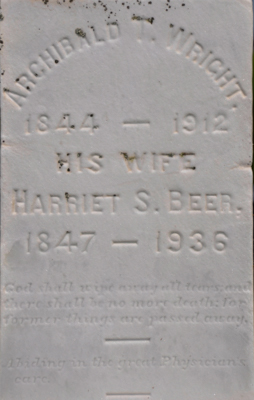 ARCHIBALD T. WRIGHT.
1844 — 1912
HIS WIFE
HARRIET S. BEER.
1847 — 1936
God shall wipe away all tears, and
there shall be no more death; for
former things are passed away.
Abiding in the great Physician's
care.